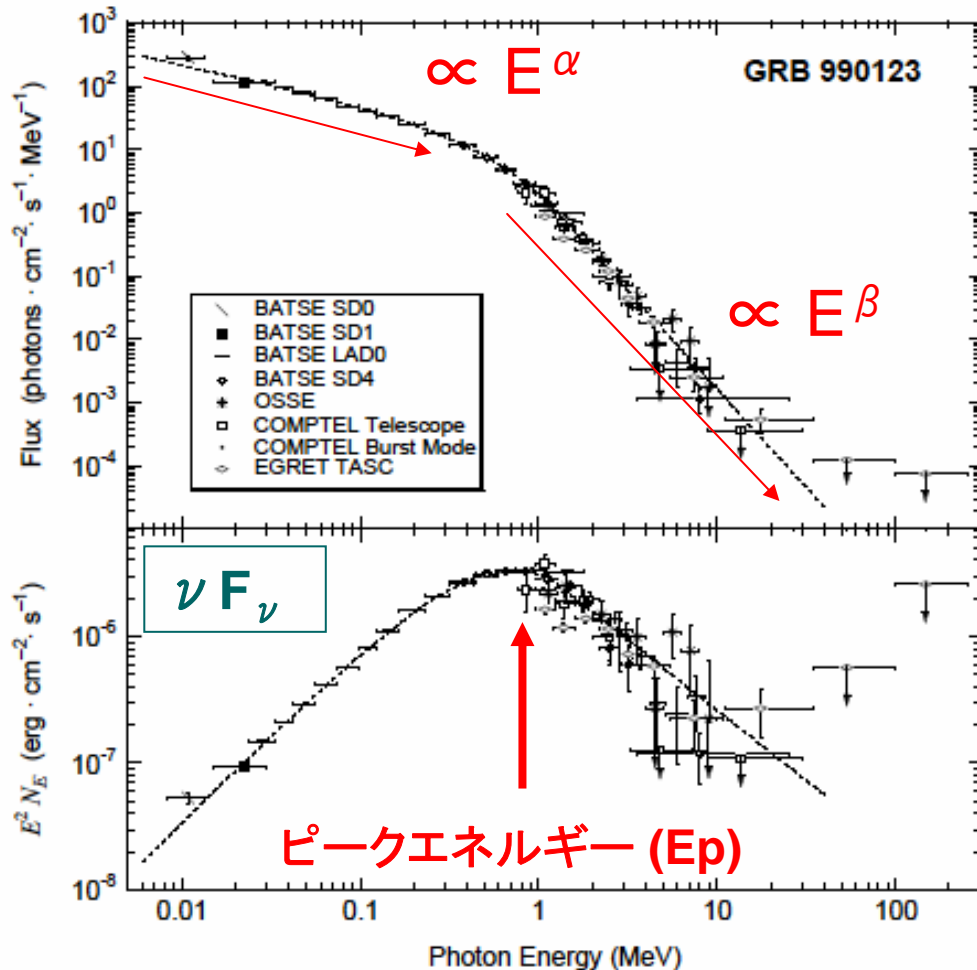 10³
10²
10¹
10⁰
10⁻¹
10⁻²
10⁻³
10⁻⁴
Flux (photons · cm⁻² · s⁻¹ · MeV⁻¹)
∝ E^α
GRB 990123
∝ E^β
BATSE SD0
BATSE SD1
BATSE LAD0
BATSE SD4
OSSE
COMPTEL Telescope
COMPTEL Burst Mode
EGRET TASC
νF_ν
10⁻⁶
10⁻⁷
10⁻⁸
E² N_E (erg · cm⁻² · s⁻¹)
ピークエネルギー (Ep)
0.01 0.1 1 10 100
Photon Energy (MeV)